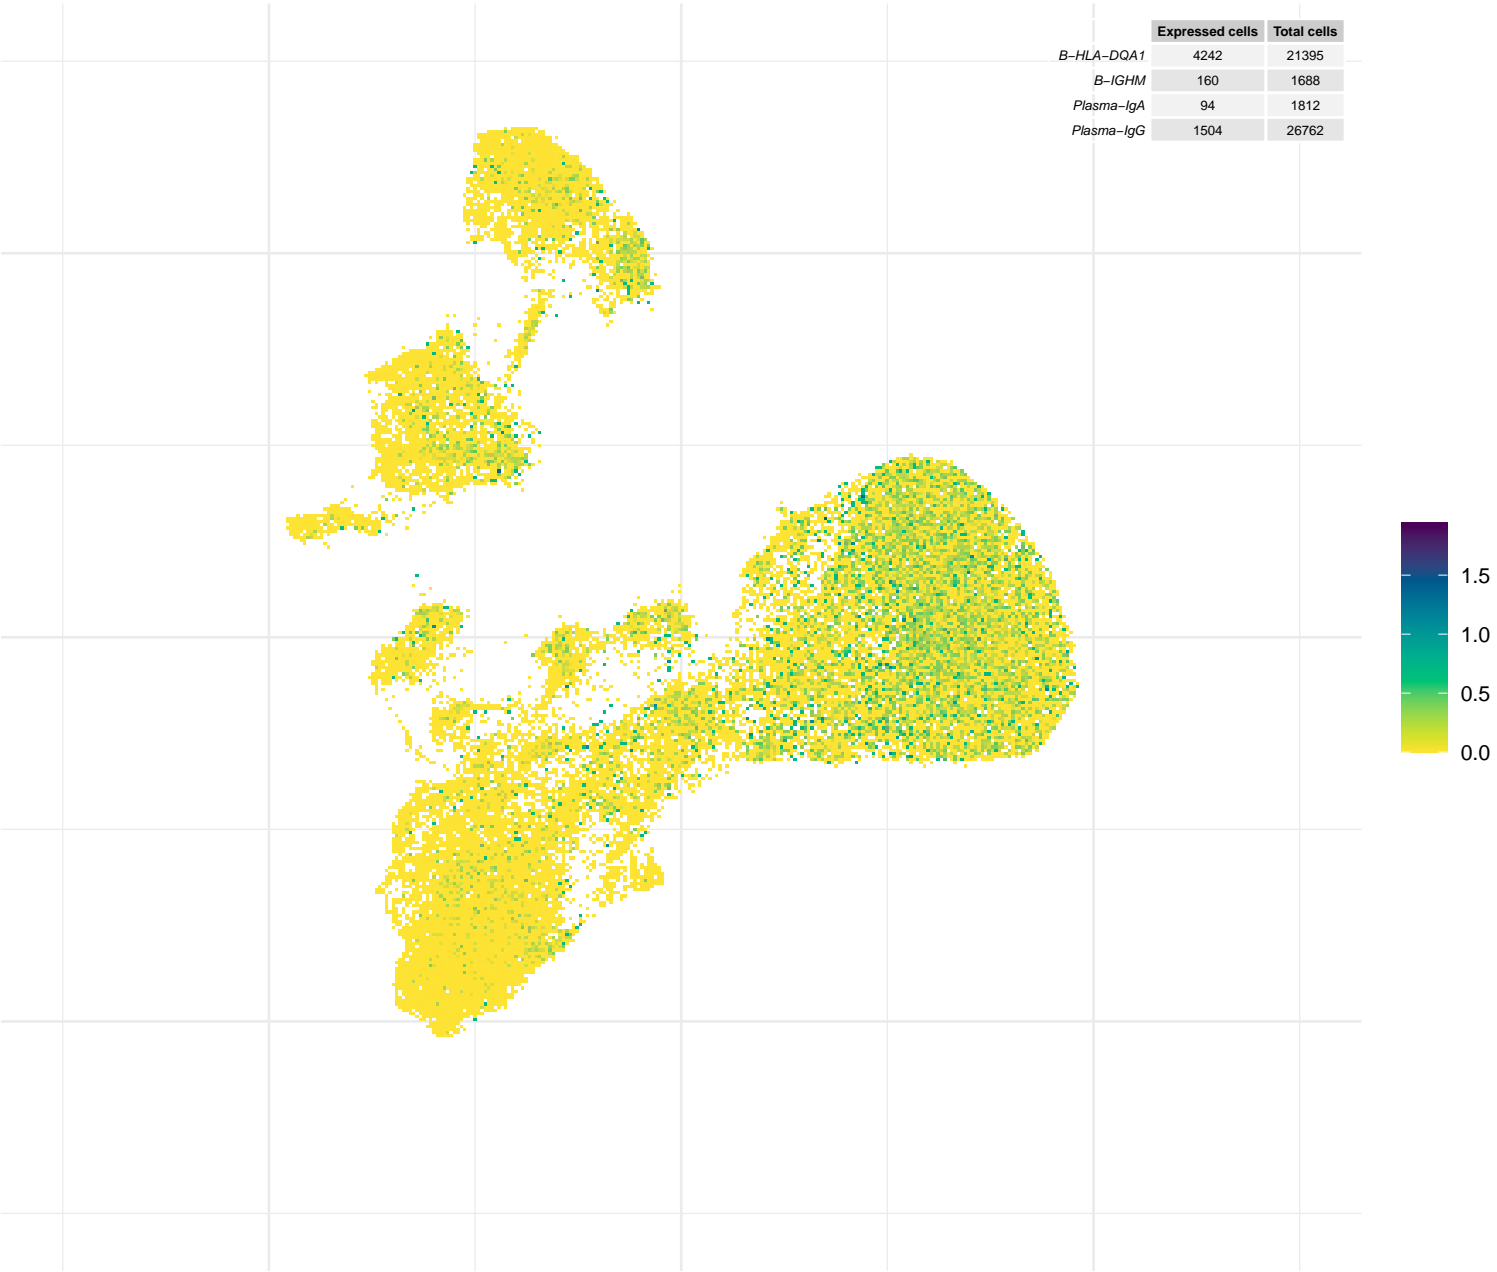 Expressed cells Total cells
B−HLA−DQA1 4242 21395
B−IGHM 160 1688
Plasma−IgA 94 1812
Plasma−IgG 1504 26762
1.5
1.0
0.5
0.0